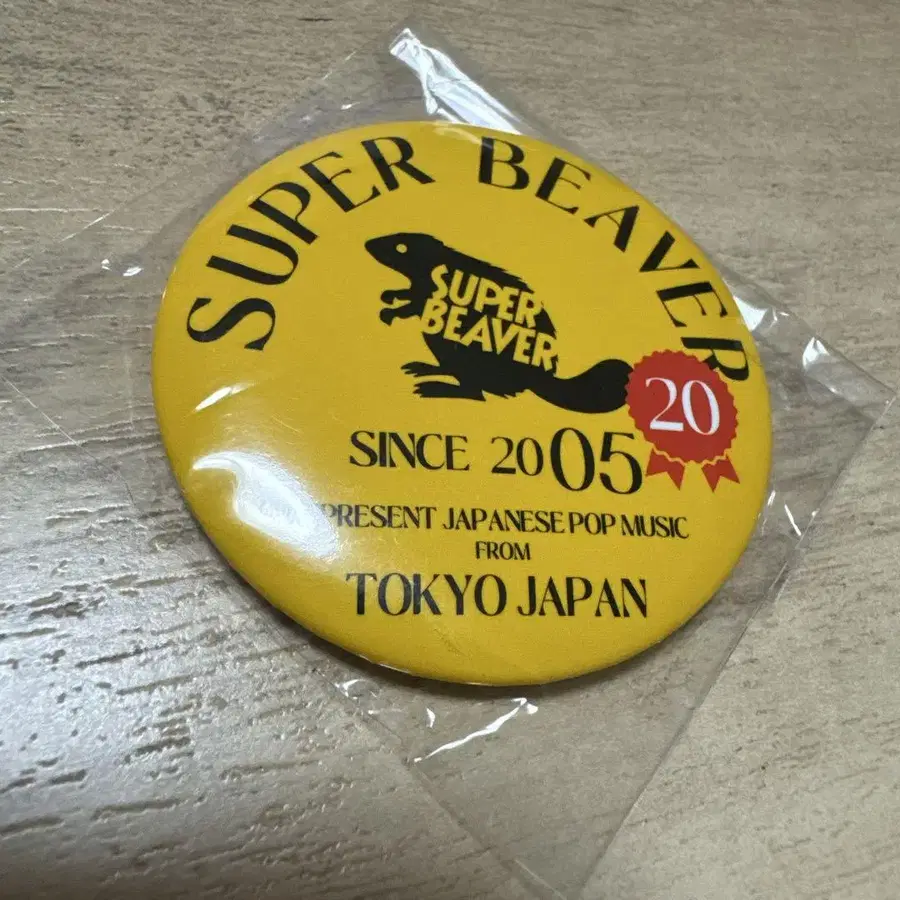 SUPER BEAVER
SUPER
BEAVER
20
SINCE 2005
PRESENT JAPANESE POP MUSIC
FROM
TOKYO JAPAN